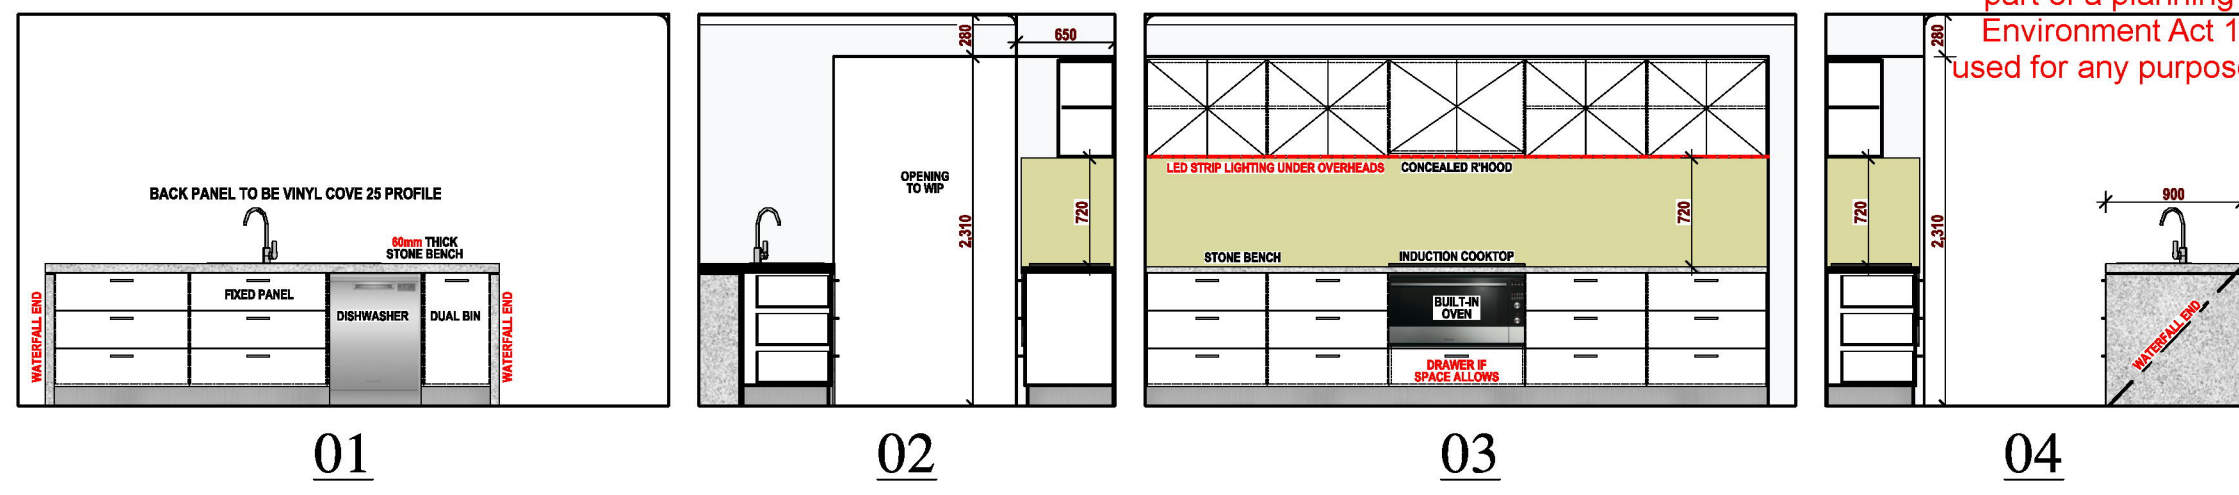 part of a planning
Environment Act 1
used for any purpose
BACK PANEL TO BE VINYL COVE 25 PROFILE
60mm THICK
STONE BENCH
FIXED PANEL
DISHWASHER
DUAL BIN
WATERFALL END
WATERFALL END
01
280
650
OPENING
TO WIP
2,310
720
02
LED STRIP LIGHTING UNDER OVERHEADS
CONCEALED R'HOOD
720
STONE BENCH
INDUCTION COOKTOP
BUILT-IN
OVEN
DRAWER IF
SPACE ALLOWS
03
280
720
2,310
900
WATERFALL END
04